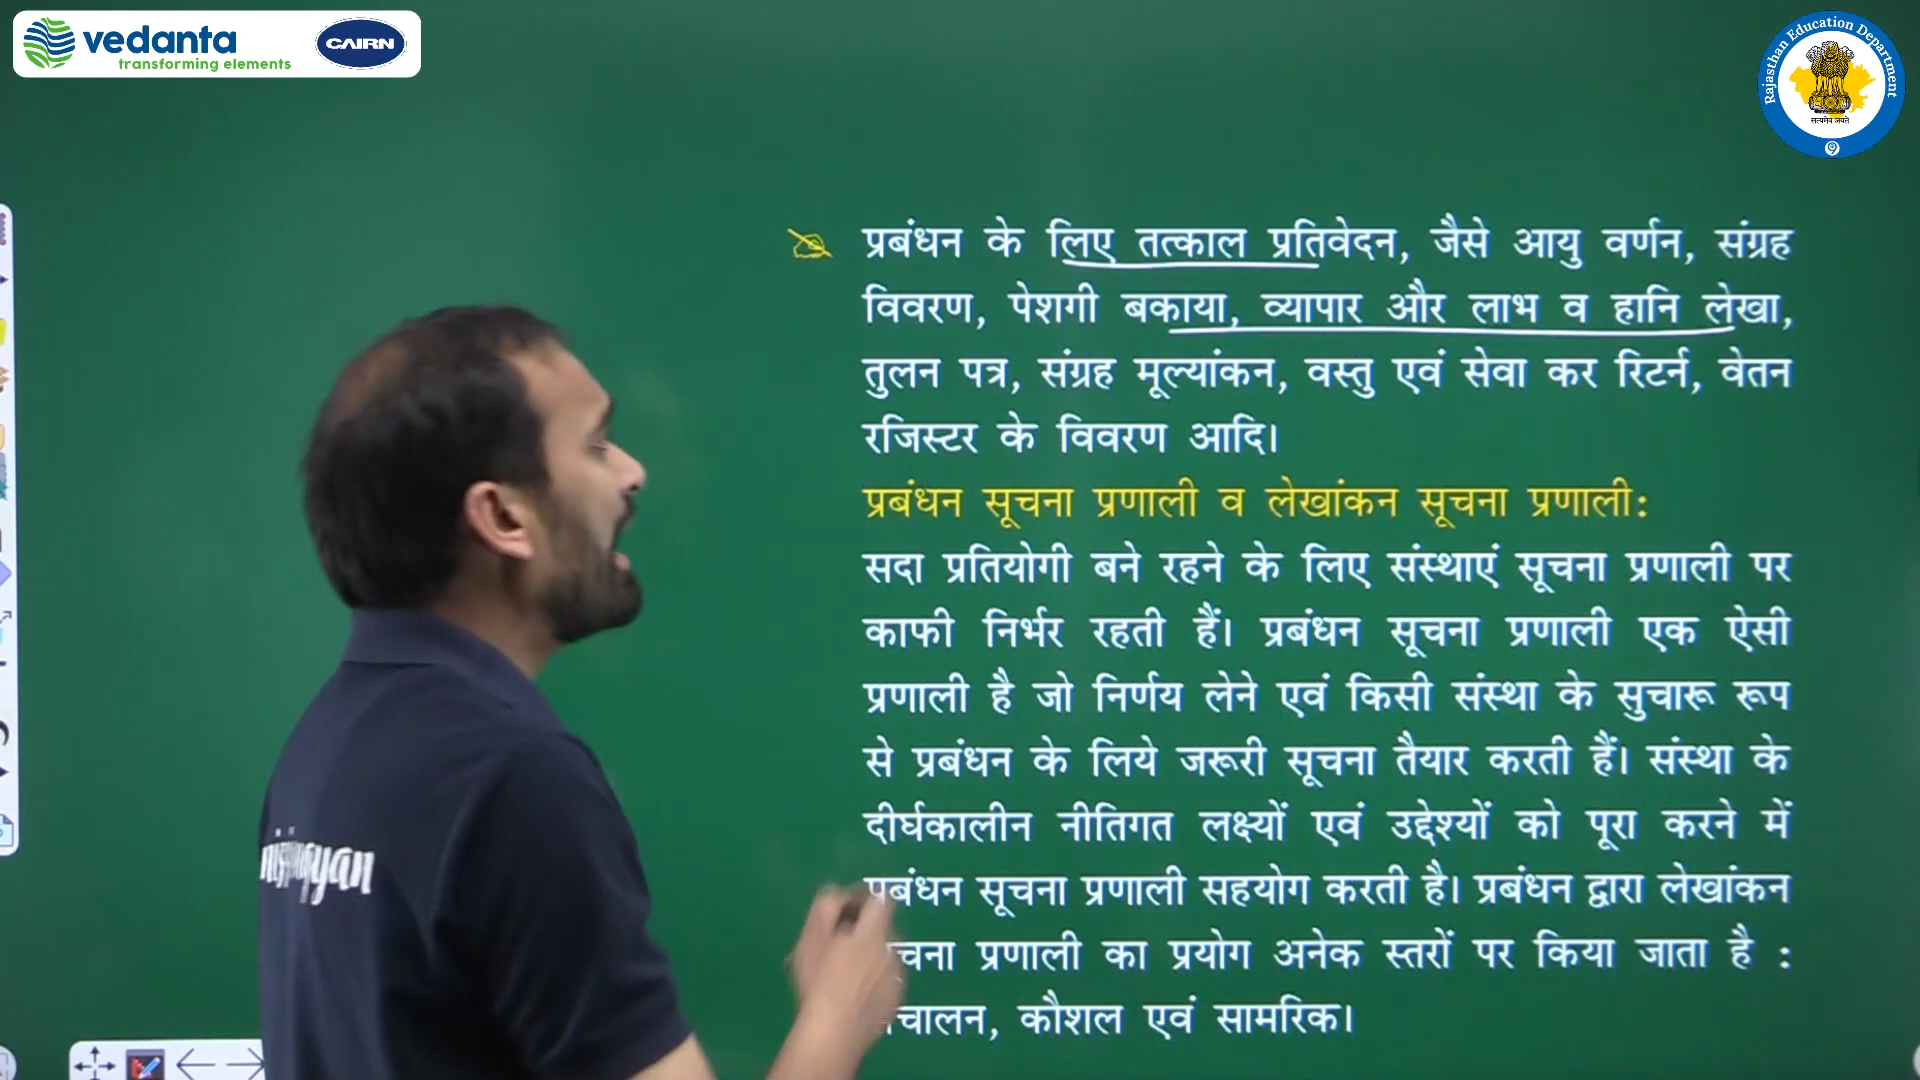 vedanta
transforming elements
CAIRN
Rajasthan Education Department
सत्यमेव जयते
प्रबंधन के लिए तत्काल प्रतिवेदन, जैसे आयु वर्णन, संग्रह
विवरण, पेशगी बकाया, व्यापार और लाभ व हानि लेखा,
तुलन पत्र, संग्रह मूल्यांकन, वस्तु एवं सेवा कर रिटर्न, वेतन
रजिस्टर के विवरण आदि।
प्रबंधन सूचना प्रणाली व लेखांकन सूचना प्रणाली:
सदा प्रतियोगी बने रहने के लिए संस्थाएं सूचना प्रणाली पर
काफी निर्भर रहती हैं। प्रबंधन सूचना प्रणाली एक ऐसी
प्रणाली है जो निर्णय लेने एवं किसी संस्था के सुचारू रूप
से प्रबंधन के लिये जरूरी सूचना तैयार करती हैं। संस्था के
दीर्घकालीन नीतिगत लक्ष्यों एवं उद्देश्यों को पूरा करने में
प्रबंधन सूचना प्रणाली सहयोग करती है। प्रबंधन द्वारा लेखांकन
प्रणाली का प्रयोग अनेक स्तरों पर किया जाता है :
कौशल एवं सामरिक।